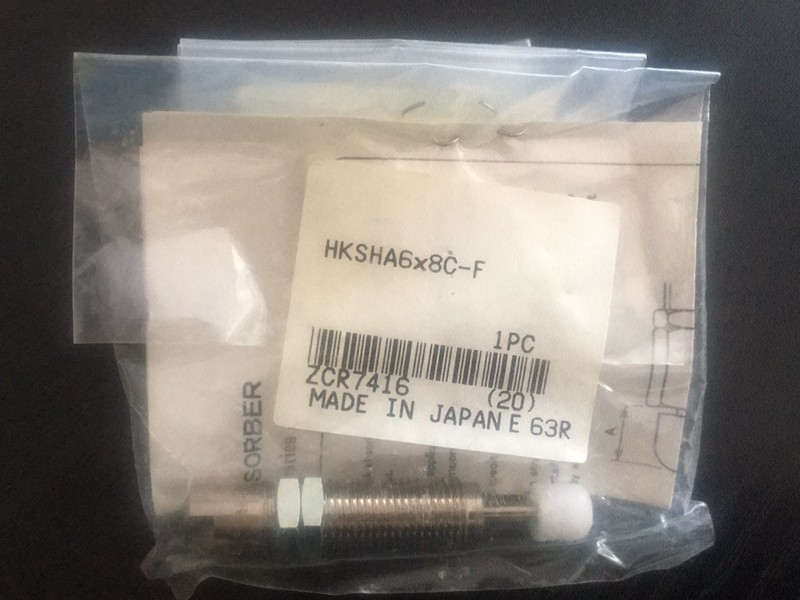 HKSHA6x8C-F
1PC
ZCR7416 (20)
MADE IN JAPAN E 63R
SORBER
A